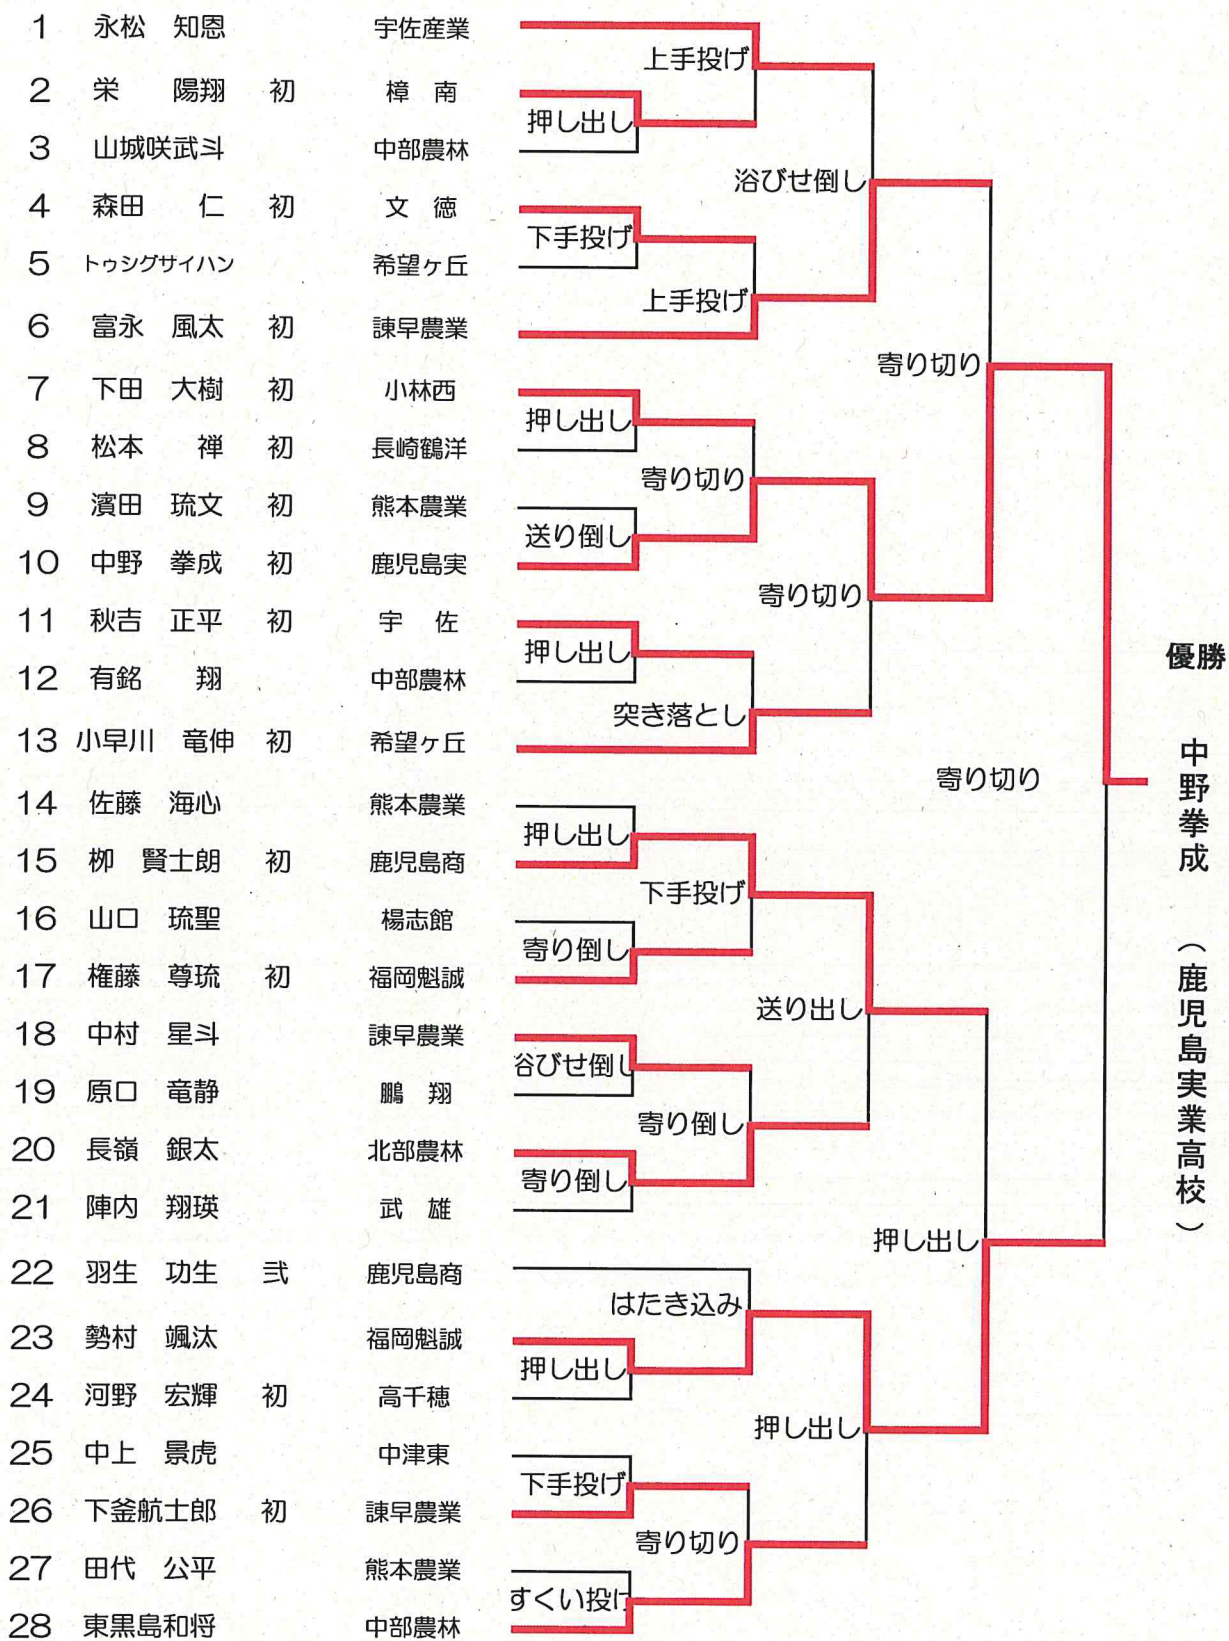 1 永松 知恩 宇佐産業
上手投げ
2 栄 陽翔 初 樟 南
押し出し
3 山城咲武斗 中部農林
浴びせ倒し
4 森田 仁 初 文 徳
下手投げ
5 トゥシグサイハン 希望ヶ丘
上手投げ
6 富永 風太 初 諫早農業
寄り切り
7 下田 大樹 初 小林西
押し出し
8 松本 禅 初 長崎鶴洋
寄り切り
9 濱田 琉文 初 熊本農業
送り倒し
10 中野 拳成 初 鹿児島実
寄り切り
11 秋吉 正平 初 宇 佐
押し出し
12 有銘 翔 中部農林
突き落とし
13 小早川 竜伸 初 希望ヶ丘
寄り切り
14 佐藤 海心 熊本農業
押し出し
15 栁 賢士朗 初 鹿児島商
下手投げ
16 山口 琉聖 楊志館
寄り倒し
17 権藤 尊琉 初 福岡魁誠
送り出し
18 中村 星斗 諫早農業
浴びせ倒し
19 原口 竜静 鵬 翔
寄り倒し
20 長嶺 銀太 北部農林
寄り倒し
21 陣内 翔瑛 武 雄
押し出し
22 羽生 功生 弐 鹿児島商
はたき込み
23 勢村 颯汰 福岡魁誠
押し出し
24 河野 宏輝 初 高千穂
押し出し
25 中上 景虎 中津東
下手投げ
26 下釜航士郎 初 諫早農業
寄り切り
27 田代 公平 熊本農業
すくい投げ
28 東黒島和将 中部農林
優勝
中野拳成 （鹿児島実業高校）